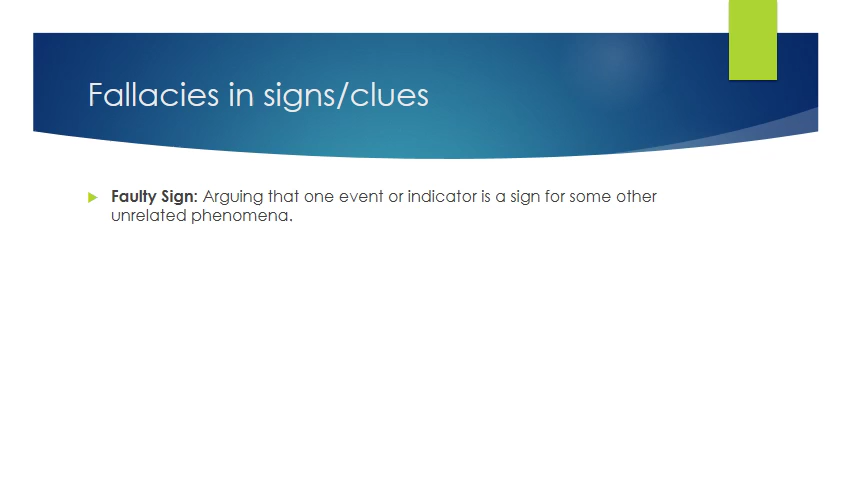 Fallacies in signs/clues
Faulty Sign: Arguing that one event or indicator is a sign for some other
unrelated phenomena.